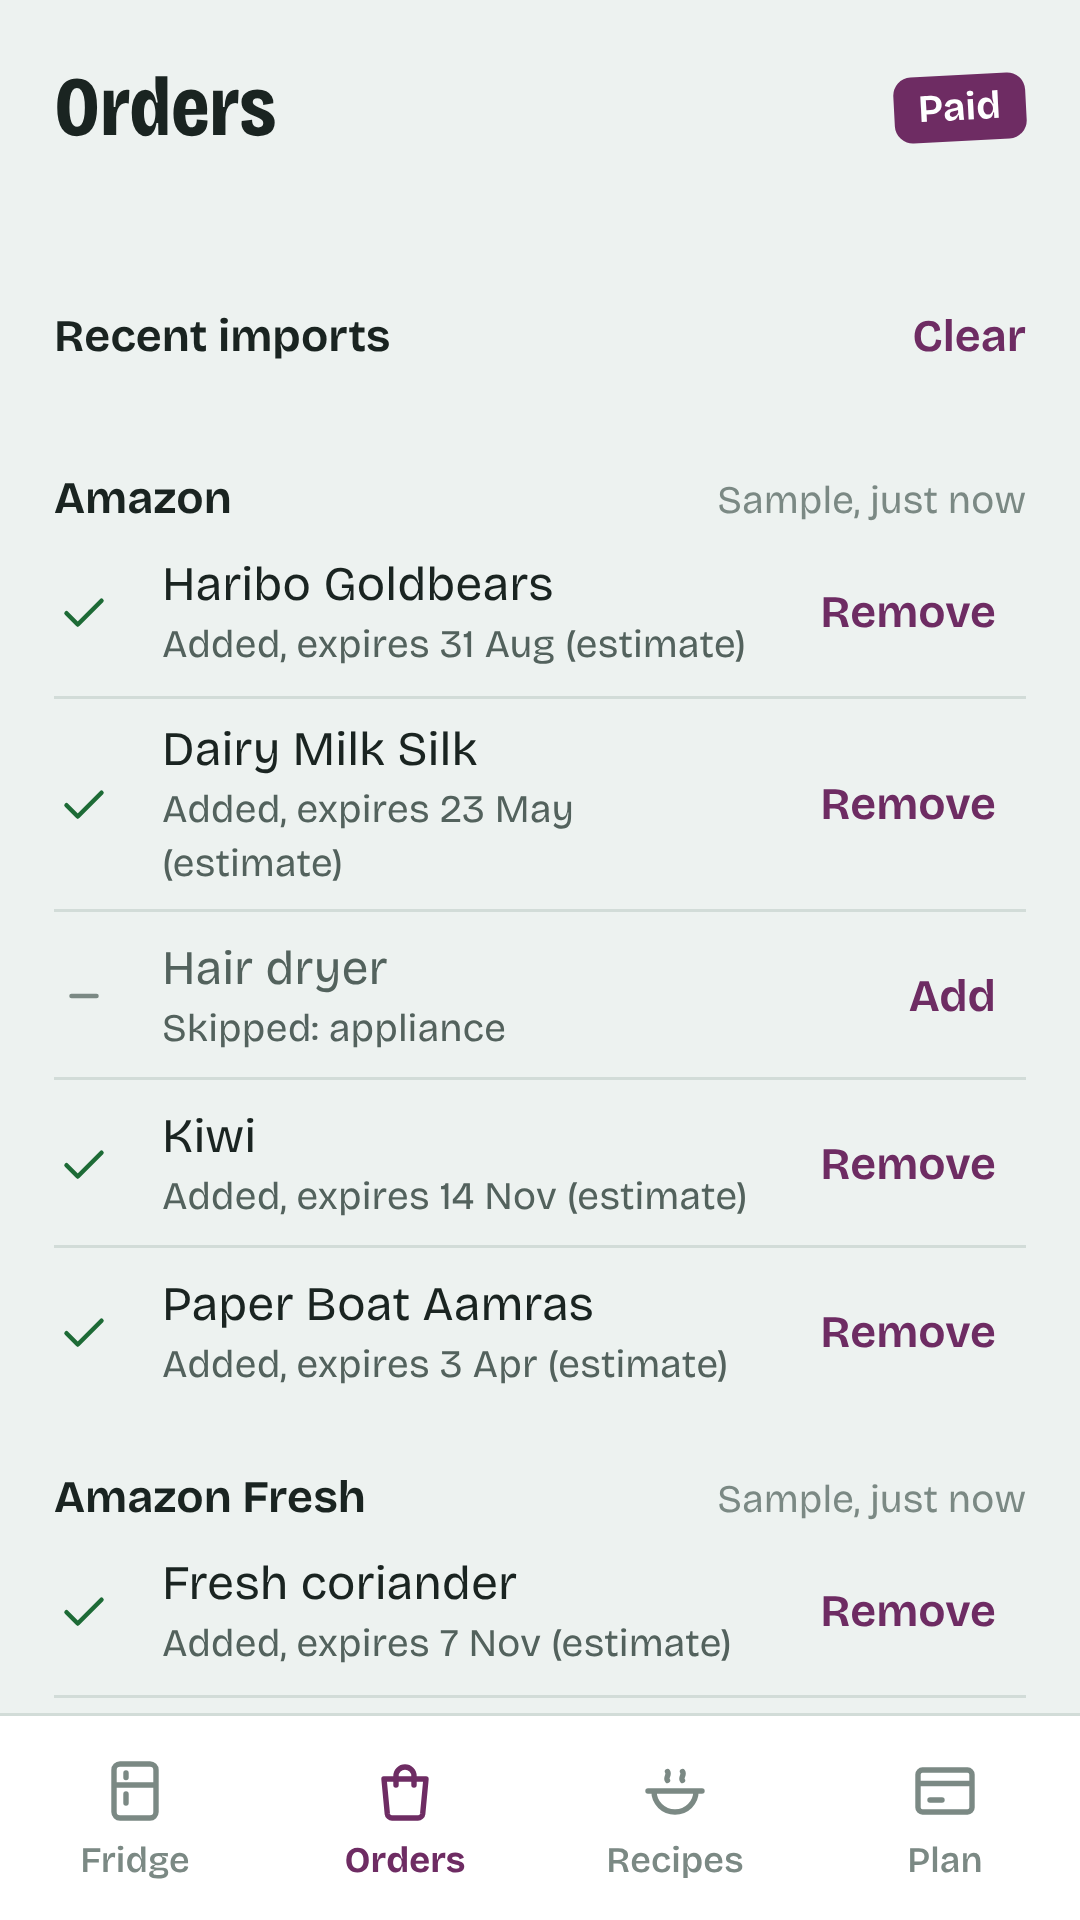 Orders
Paid
Recent imports
Clear
Amazon
Sample, just now
Haribo Goldbears
Added, expires 31 Aug (estimate)
Remove
Dairy Milk Silk
Added, expires 23 May
(estimate)
Remove
Hair dryer
Skipped: appliance
Add
Kiwi
Added, expires 14 Nov (estimate)
Remove
Paper Boat Aamras
Added, expires 3 Apr (estimate)
Remove
Amazon Fresh
Sample, just now
Fresh coriander
Added, expires 7 Nov (estimate)
Remove
Fridge
Orders
Recipes
Plan